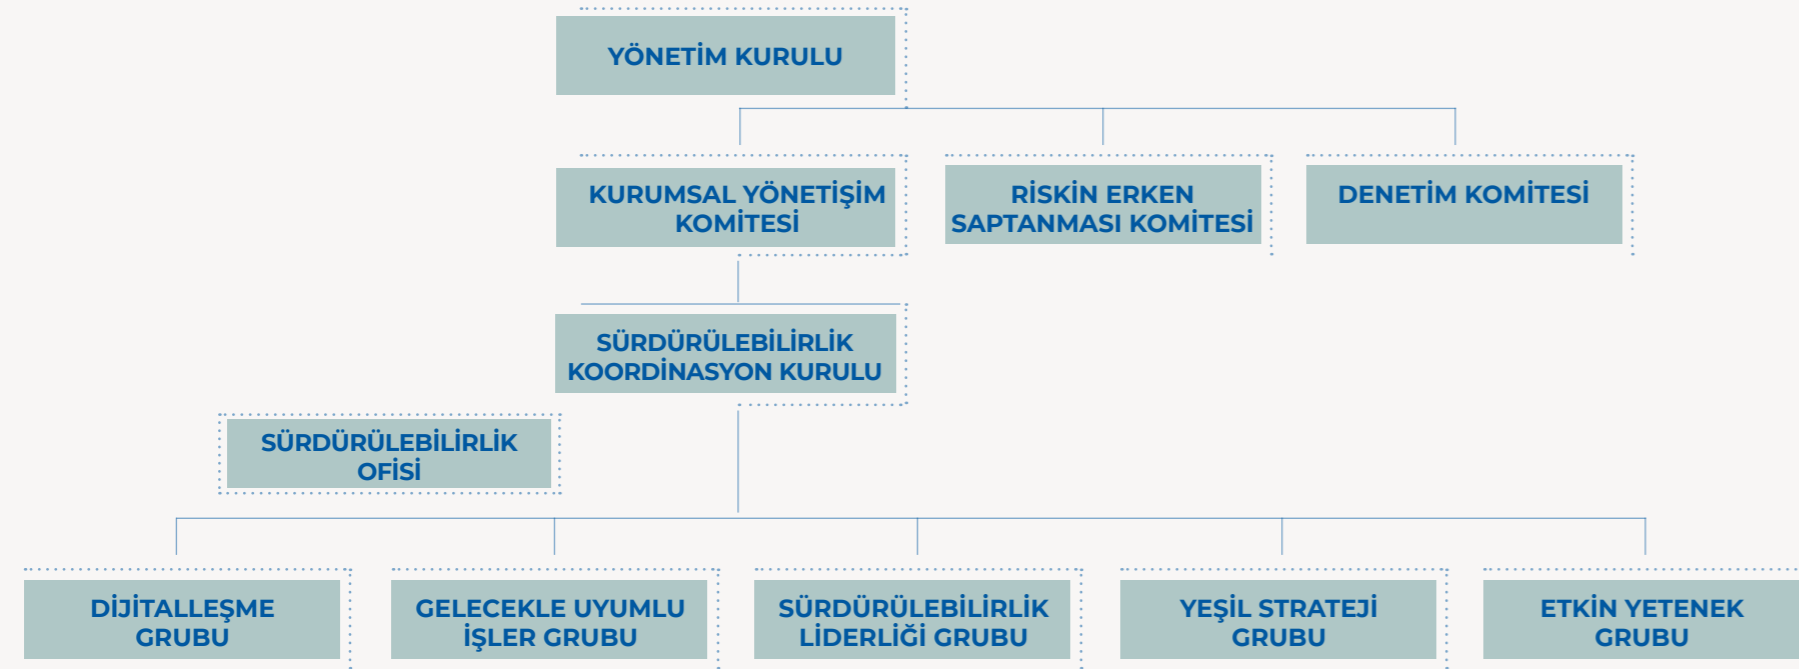 YÖNETİM KURULU
KURUMSAL YÖNETİŞİM
KOMİTESİ
RİSKİN ERKEN
SAPTANMASI KOMİTESİ
DENETİM KOMİTESİ
SÜRDÜRÜLEBİLİRLİK
KOORDİNASYON KURULU
SÜRDÜRÜLEBİLİRLİK
OFİSİ
DİJİTALLEŞME
GRUBU
GELECEKLE UYUMLU
İŞLER GRUBU
SÜRDÜRÜLEBİLİRLİK
LİDERLİĞİ GRUBU
YEŞİL STRATEJİ
GRUBU
ETKİN YETENEK
GRUBU